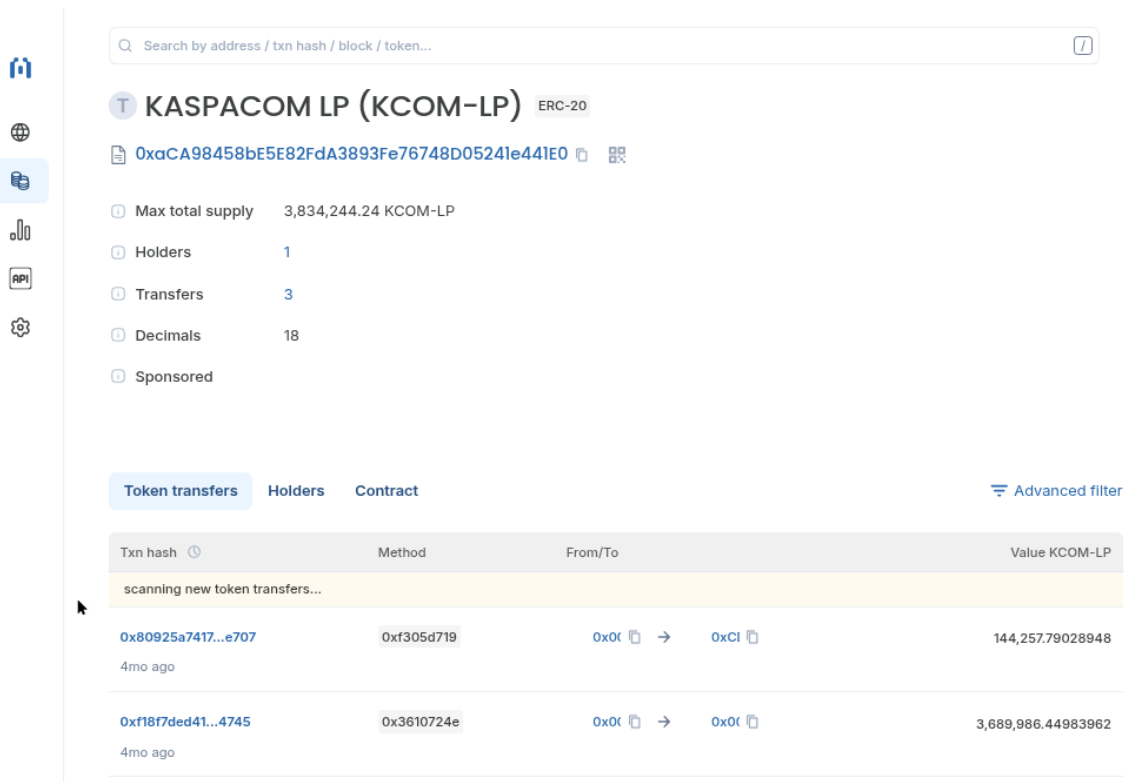 Search by address / txn hash / block / token... /
T KASPACOM LP (KCOM-LP) ERC-20
0xaCA98458bE5E82FdA3893Fe76748D05241e441E0
Max total supply 3,834,244.24 KCOM-LP
API
Holders 1
Transfers 3
Decimals 18
Sponsored
Token transfers Holders Contract Advanced filter
Txn hash Method From/To Value KCOM-LP
scanning new token transfers...
0x80925a7417...e707 0xf305d719 0x0( → 0xCl 144,257.79028948
4mo ago
0xf18f7ded41...4745 0x3610724e 0x0( → 0x0( 3,689,986.44983962
4mo ago